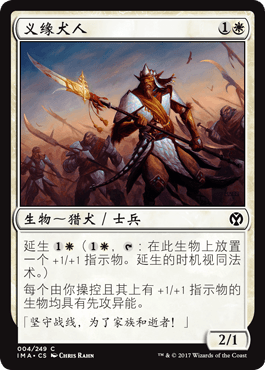 义缘犬人 1
生物～猎犬 / 士兵
延生 1（1，：在此生物上放置
一个 +1/+1 指示物。延生的时机视同法
术。）
每个由你操控且其上有 +1/+1 指示物的
生物均具有先攻异能。
「坚守战线，为了家族和逝者！」
2/1
004/249 C
IMA • CS Chris Rahn
™ & © 2017 Wizards of the Coast